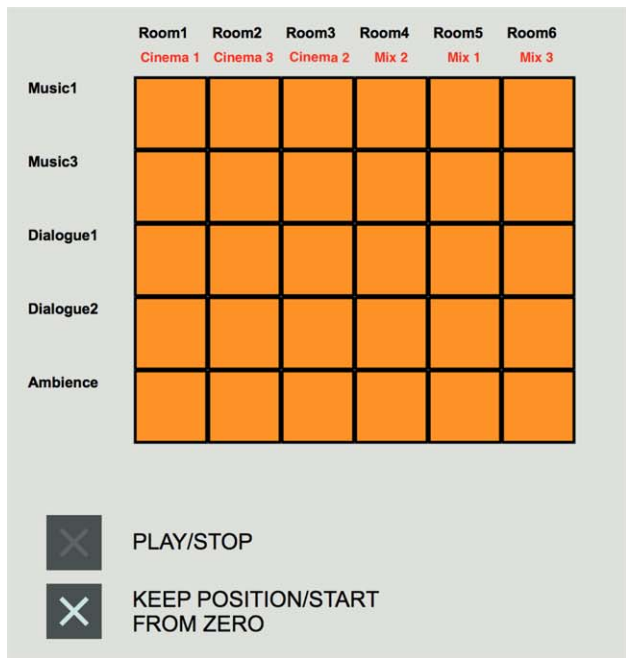 Room1 Room2 Room3 Room4 Room5 Room6
Cinema 1 Cinema 3 Cinema 2 Mix 2 Mix 1 Mix 3
Music1
Music3
Dialogue1
Dialogue2
Ambience
PLAY/STOP
KEEP POSITION/START
FROM ZERO